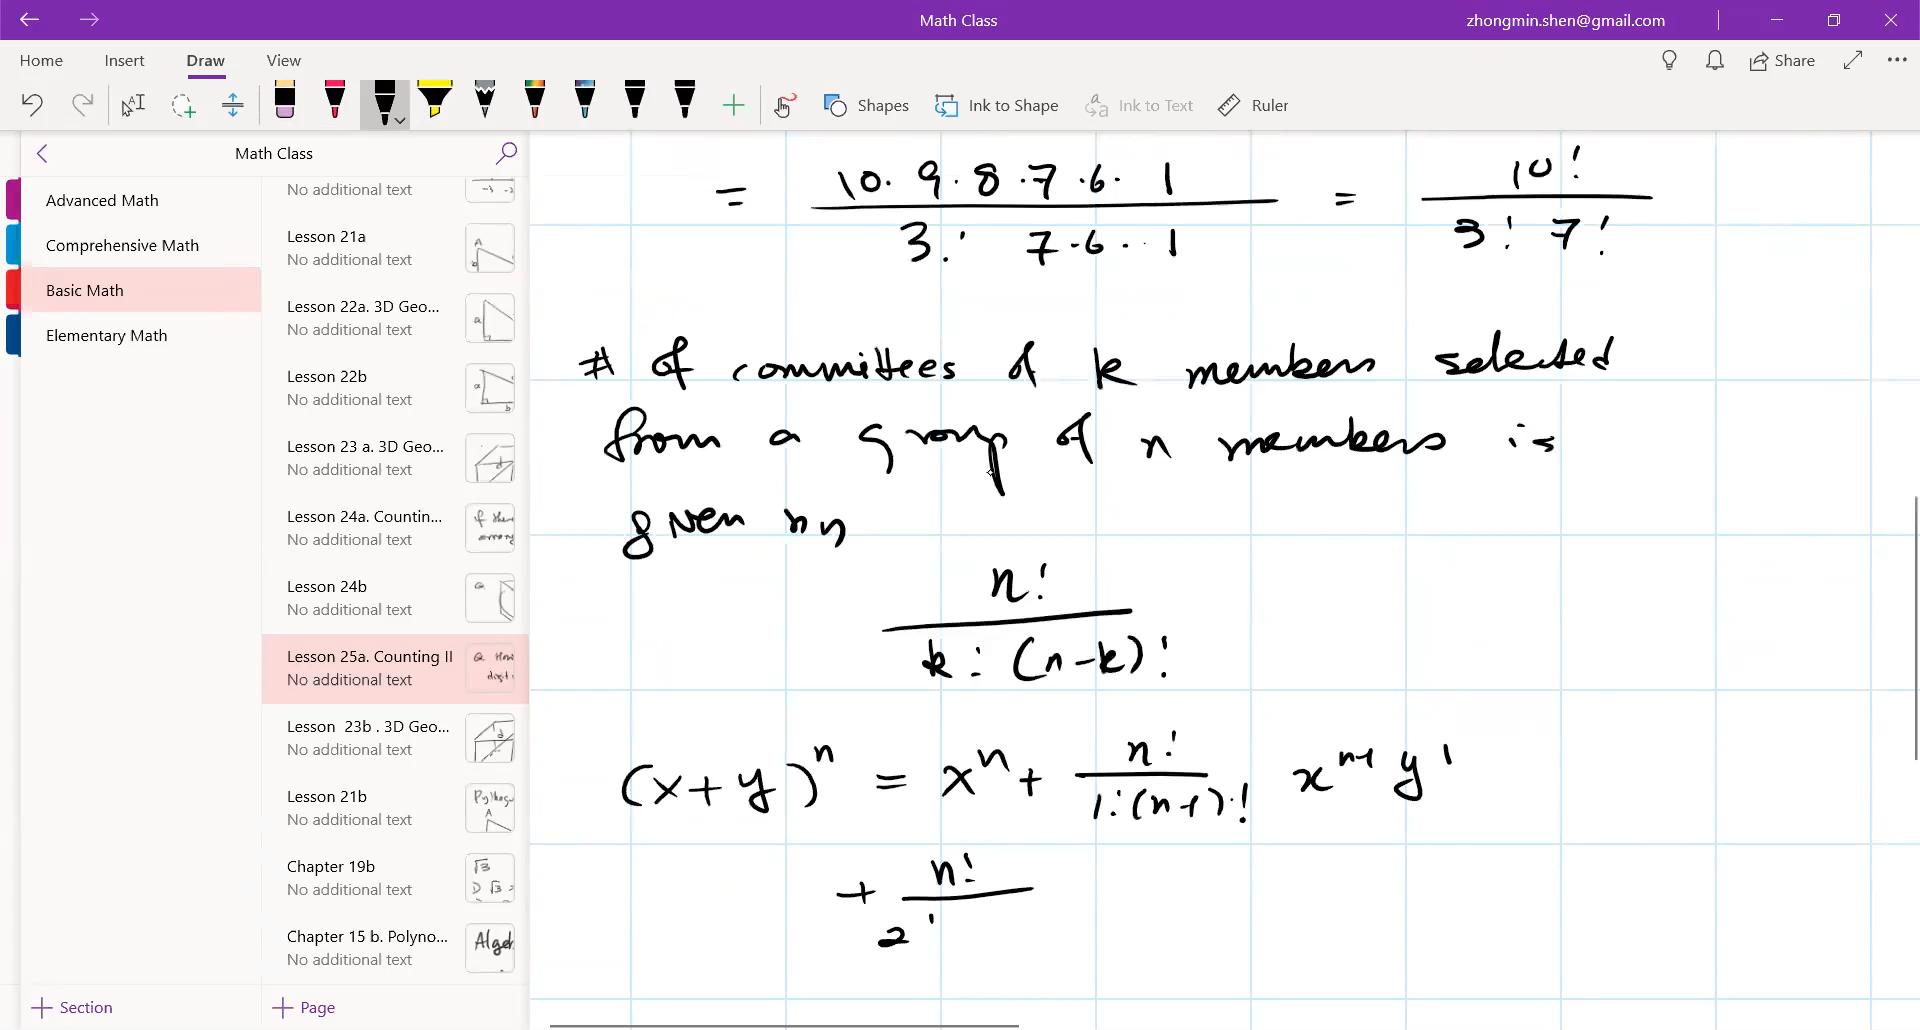 Math Class
zhongmin.shen@gmail.com
Home Insert Draw View
Share
Shapes
Ink to Shape
Ink to Text
Ruler
Math Class
Advanced Math
Comprehensive Math
Basic Math
Elementary Math
No additional text
Lesson 21a
No additional text
Lesson 22a. 3D Geo...
No additional text
Lesson 22b
No additional text
Lesson 23 a. 3D Geo...
No additional text
Lesson 24a. Countin...
No additional text
Lesson 24b
No additional text
Lesson 25a. Counting II
No additional text
Lesson 23b . 3D Geo...
No additional text
Lesson 21b
No additional text
Chapter 19b
No additional text
Chapter 15 b. Polyno...
No additional text
Section
Page
= 10. 9. 8 .7 .6. 1 / 3! 7.6.. 1 = 10! / 3! 7!
# of committees of k members selected
from a group of n members is
given
n! / k! (n-k)!
(x+y)^n = x^n + n! / 1!(n-1)! x^n-1 y^1
+ n! / 2